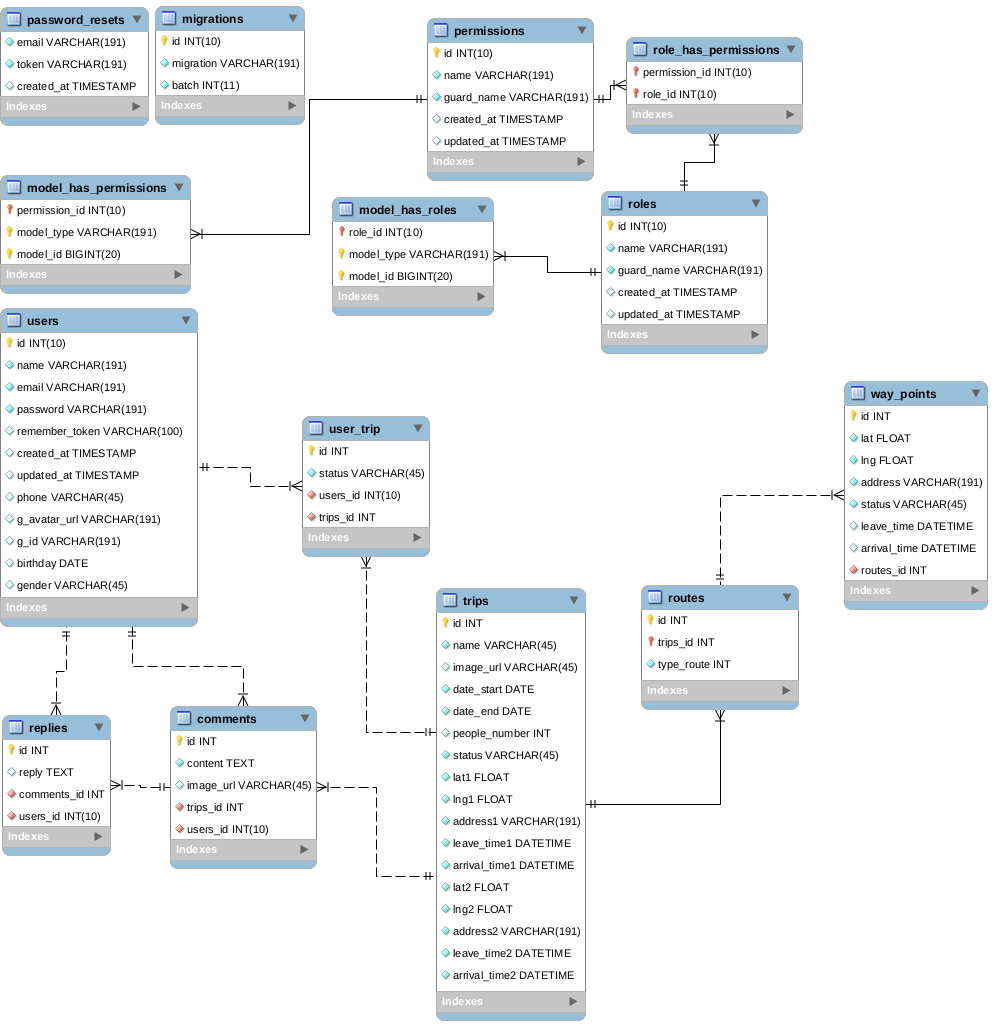 password_resets
email VARCHAR(191)
token VARCHAR(191)
created_at TIMESTAMP
Indexes
migrations
id INT(10)
migration VARCHAR(191)
batch INT(11)
Indexes
permissions
id INT(10)
name VARCHAR(191)
guard_name VARCHAR(191)
created_at TIMESTAMP
updated_at TIMESTAMP
Indexes
role_has_permissions
permission_id INT(10)
role_id INT(10)
Indexes
model_has_permissions
permission_id INT(10)
model_type VARCHAR(191)
model_id BIGINT(20)
Indexes
model_has_roles
role_id INT(10)
model_type VARCHAR(191)
model_id BIGINT(20)
Indexes
roles
id INT(10)
name VARCHAR(191)
guard_name VARCHAR(191)
created_at TIMESTAMP
updated_at TIMESTAMP
Indexes
users
id INT(10)
name VARCHAR(191)
email VARCHAR(191)
password VARCHAR(191)
remember_token VARCHAR(100)
created_at TIMESTAMP
updated_at TIMESTAMP
phone VARCHAR(45)
g_avatar_url VARCHAR(191)
g_id VARCHAR(191)
birthday DATE
gender VARCHAR(45)
Indexes
user_trip
id INT
status VARCHAR(45)
users_id INT(10)
trips_id INT
Indexes
way_points
id INT
lat FLOAT
lng FLOAT
address VARCHAR(191)
status VARCHAR(45)
leave_time DATETIME
arrival_time DATETIME
routes_id INT
Indexes
trips
id INT
name VARCHAR(45)
image_url VARCHAR(45)
date_start DATE
date_end DATE
people_number INT
status VARCHAR(45)
lat1 FLOAT
lng1 FLOAT
address1 VARCHAR(191)
leave_time1 DATETIME
arrival_time1 DATETIME
lat2 FLOAT
lng2 FLOAT
address2 VARCHAR(191)
leave_time2 DATETIME
arrival_time2 DATETIME
Indexes
routes
id INT
trips_id INT
type_route INT
Indexes
replies
id INT
reply TEXT
comments_id INT
users_id INT(10)
Indexes
comments
id INT
content TEXT
image_url VARCHAR(45)
trips_id INT
users_id INT(10)
Indexes